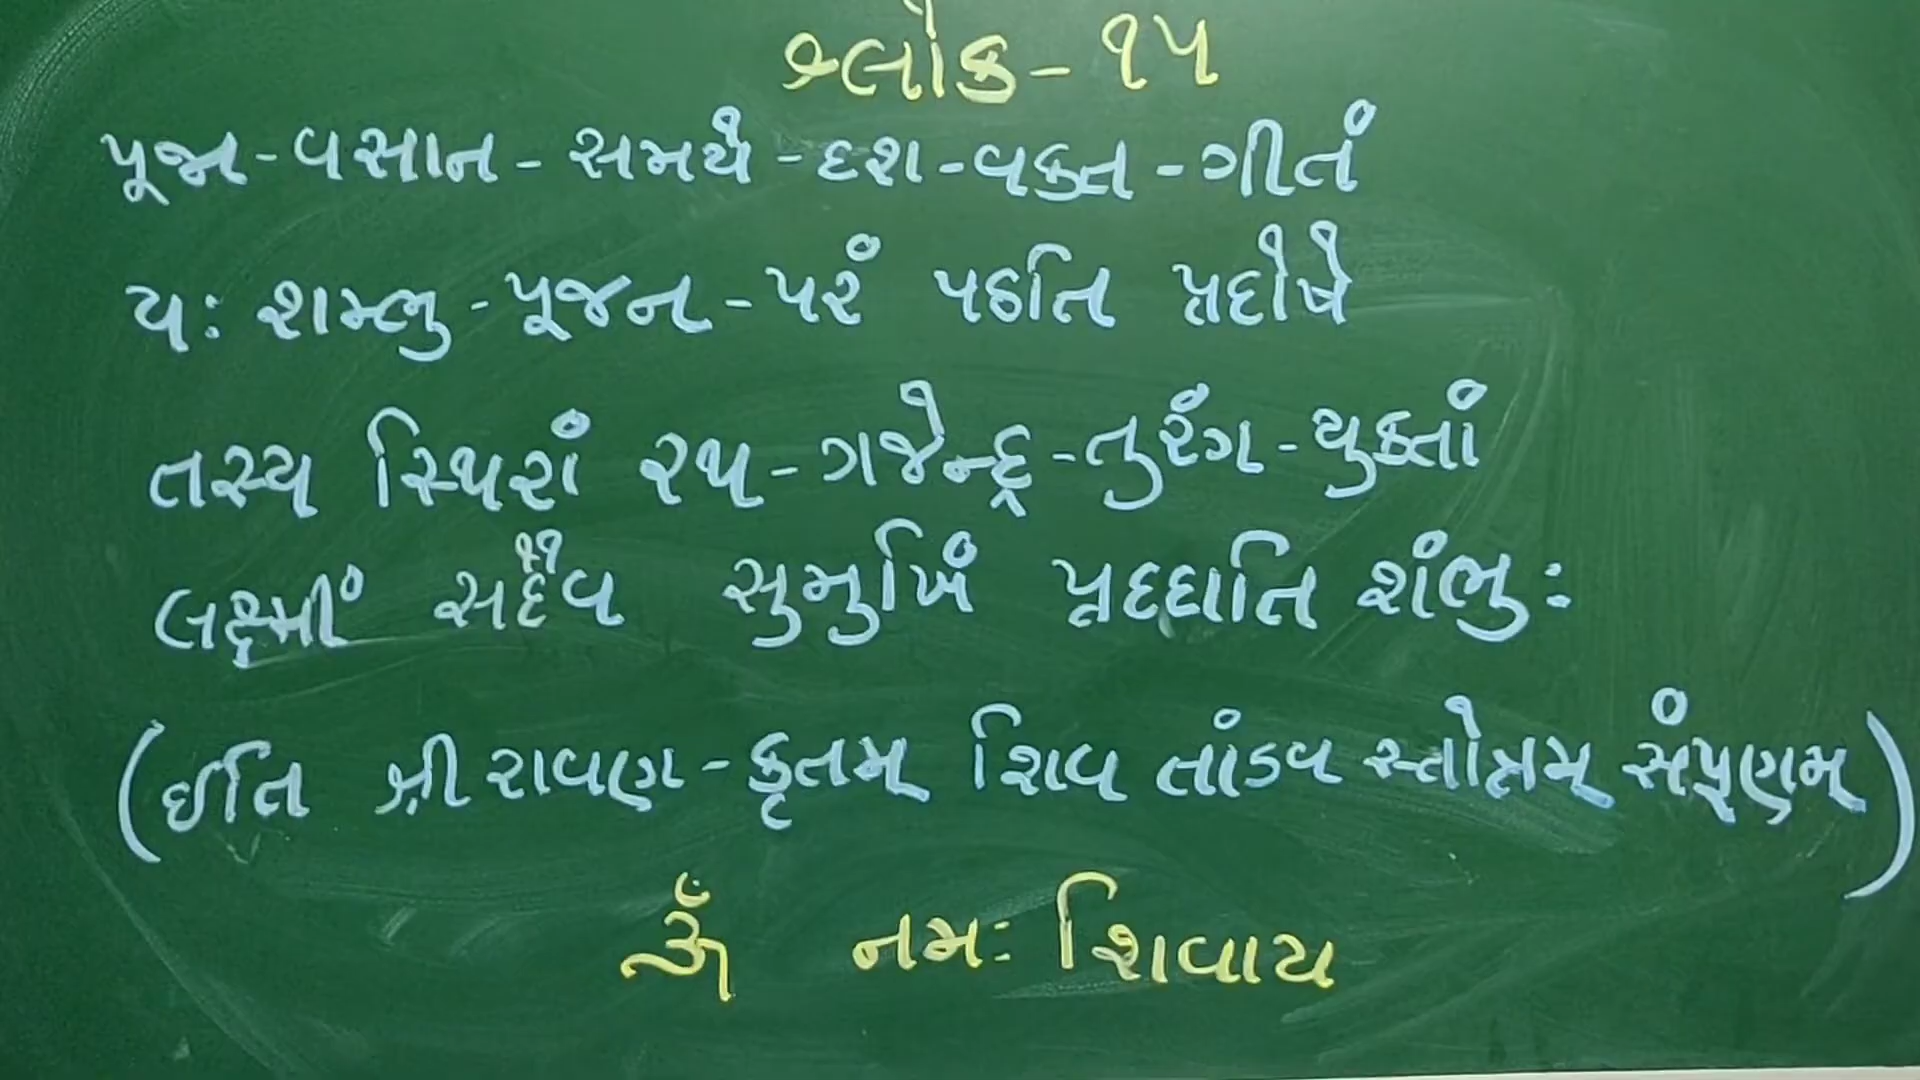 શ્લોક - ૧૫
પૂજા - વસાન - સમયે - દશ - વક્ત - ગીતં
યઃ શમ્ભુ - પૂજન - પરં પઠતિ પ્રદોષે
તસ્ય સ્થિરાં રથ - ગજેન્દ્ર - તુરંગ - યુક્તાં
લક્ષ્મીં સદૈવ સુમુખિં પ્રદદાતિ શંભુઃ
(ઈતિ શ્રી રાવણ - કૃતમ્ શિવ તાંડવ સ્તોત્રમ્ સંપૂણમ્)
ૐ નમઃ શિવાય